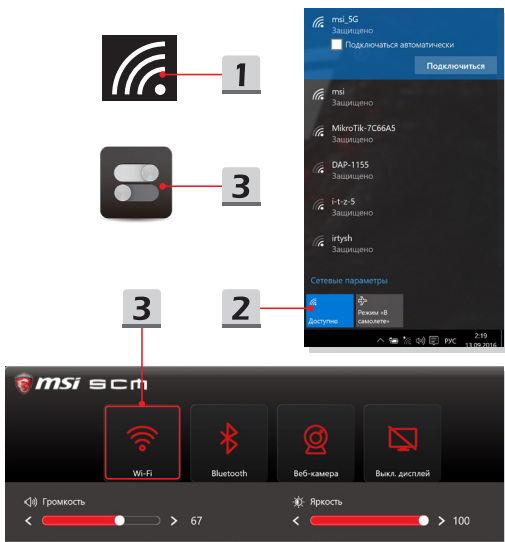 1
3
msi_5G
Защищено
Подключаться автоматически
Подключиться
msi
Защищено
MikroTik-7C66A5
Защищено
DAP-1155
Защищено
i-t-z-5
Защищено
irtysh
Защищено
Сетевые параметры
2
Доступно
Режим «В
самолете»
РУС
2:19
13.09.2016
3
msi SCM
Wi-Fi
Bluetooth
Веб-камера
Выкл. дисплей
Громкость
67
Яркость
100